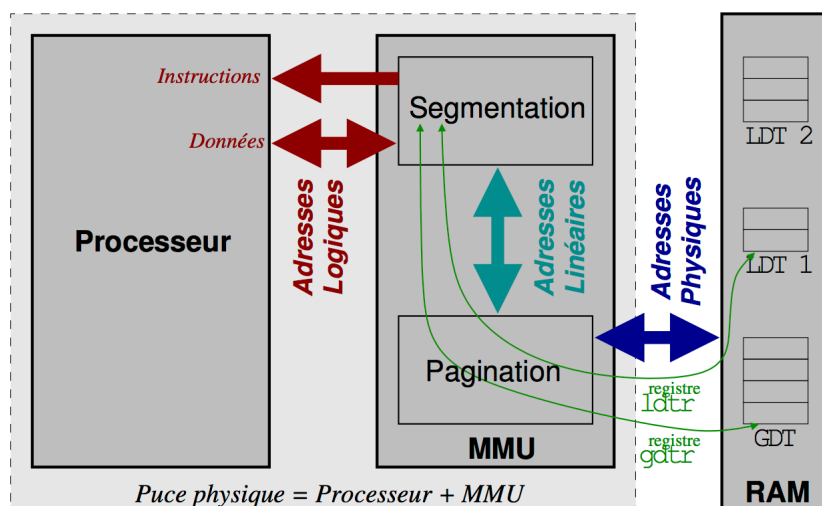 Instructions
Données
Processeur
Adresses
Logiques
Segmentation
Adresses
Linéaires
Pagination
MMU
Adresses
Physiques
registre
ldtr
registre
gdtr
LDT 2
LDT 1
GDT
RAM
Puce physique = Processeur + MMU